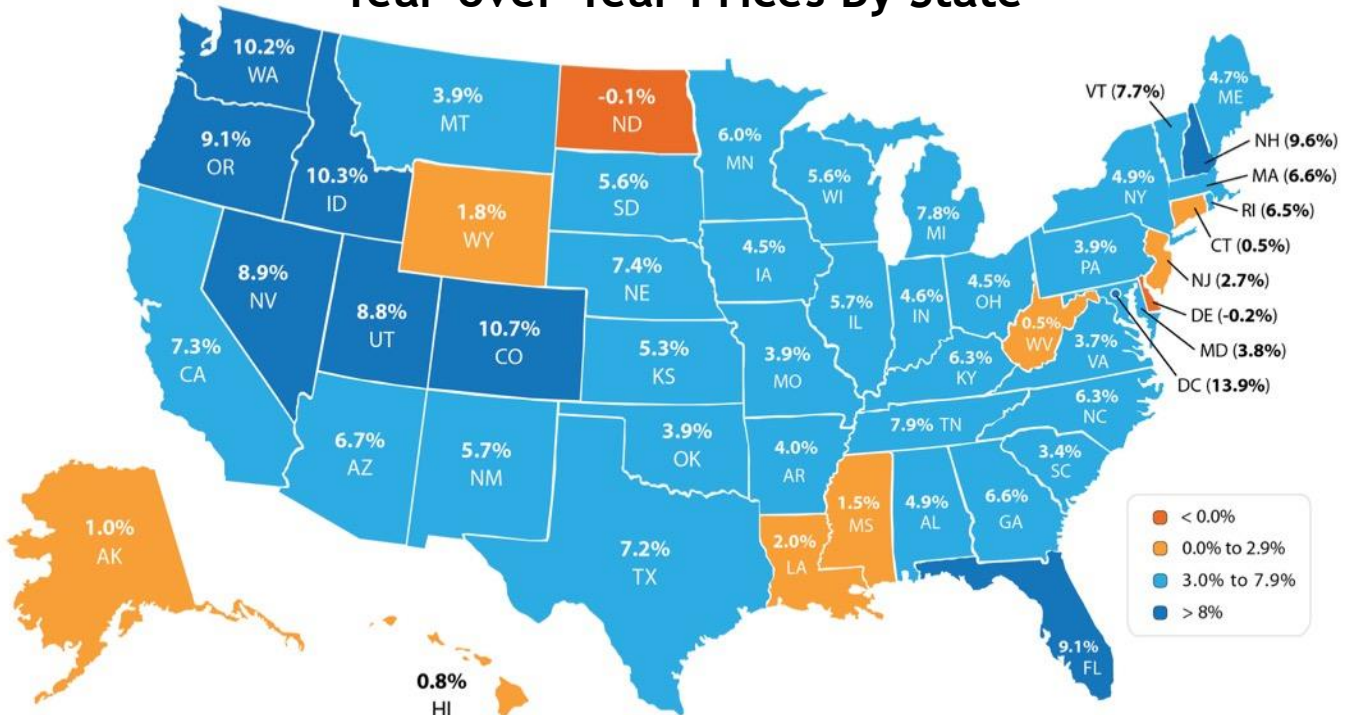 Year-over-Year Prices By State
10.2%
WA
9.1%
OR
10.3%
ID
3.9%
MT
-0.1%
ND
6.0%
MN
1.8%
WY
5.6%
SD
5.6%
WI
7.8%
MI
4.9%
NY
4.7%
ME
VT (7.7%)
NH (9.6%)
MA (6.6%)
RI (6.5%)
CT (0.5%)
NJ (2.7%)
DE (-0.2%)
MD (3.8%)
DC (13.9%)
8.9%
NV
8.8%
UT
10.7%
CO
7.4%
NE
4.5%
IA
5.7%
IL
4.6%
IN
4.5%
OH
3.9%
PA
7.3%
CA
5.3%
KS
3.9%
MO
6.3%
KY
0.5%
WV
3.7%
VA
6.7%
AZ
5.7%
NM
3.9%
OK
4.0%
AR
7.9% TN
6.3%
NC
3.4%
SC
7.2%
TX
2.0%
LA
1.5%
MS
4.9%
AL
6.6%
GA
9.1%
FL
1.0%
AK
0.8%
HI
< 0.0%
0.0% to 2.9%
3.0% to 7.9%
> 8%